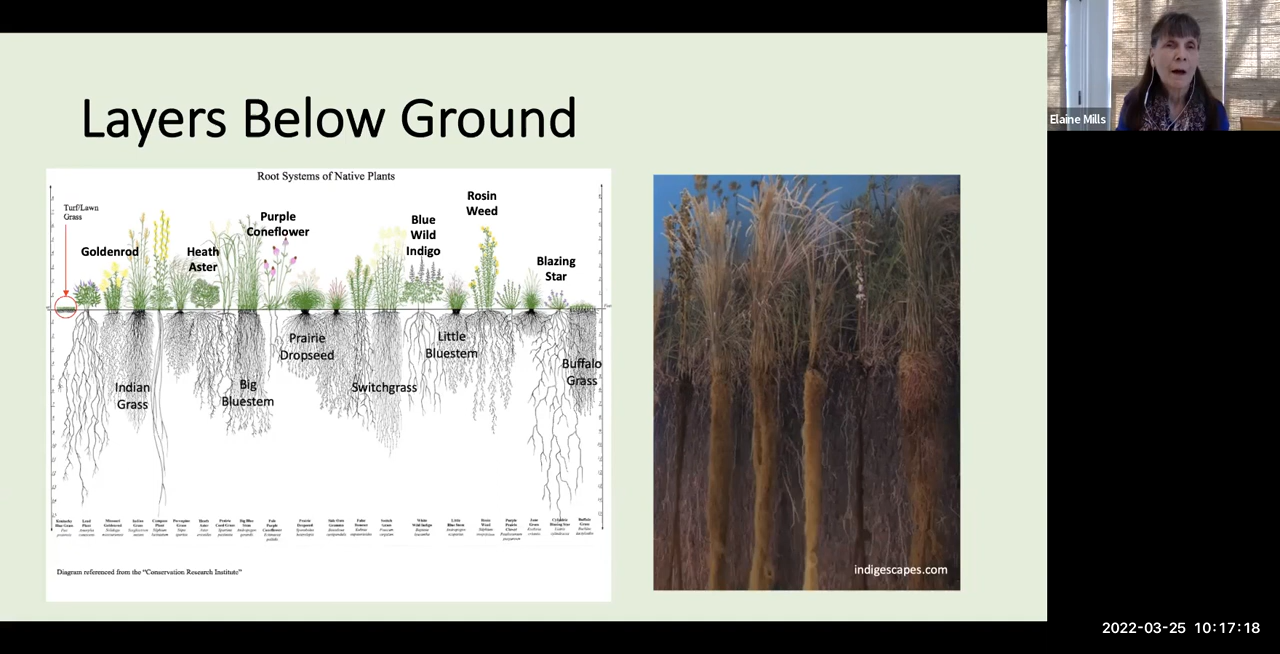 Layers Below Ground
Root Systems of Native Plants
Turf/Lawn
Grass
Goldenrod
Heath
Aster
Purple
Coneflower
Blue
Wild
Indigo
Rosin
Weed
Blazing
Star
Indian
Grass
Big
Bluestem
Prairie
Dropseed
Switchgrass
Little
Bluestem
Buffalo
Grass
Diagram referenced from the "Conservation Research Institute"
indigescapes.com
Elaine Mills
2022-03-25 10:17:18